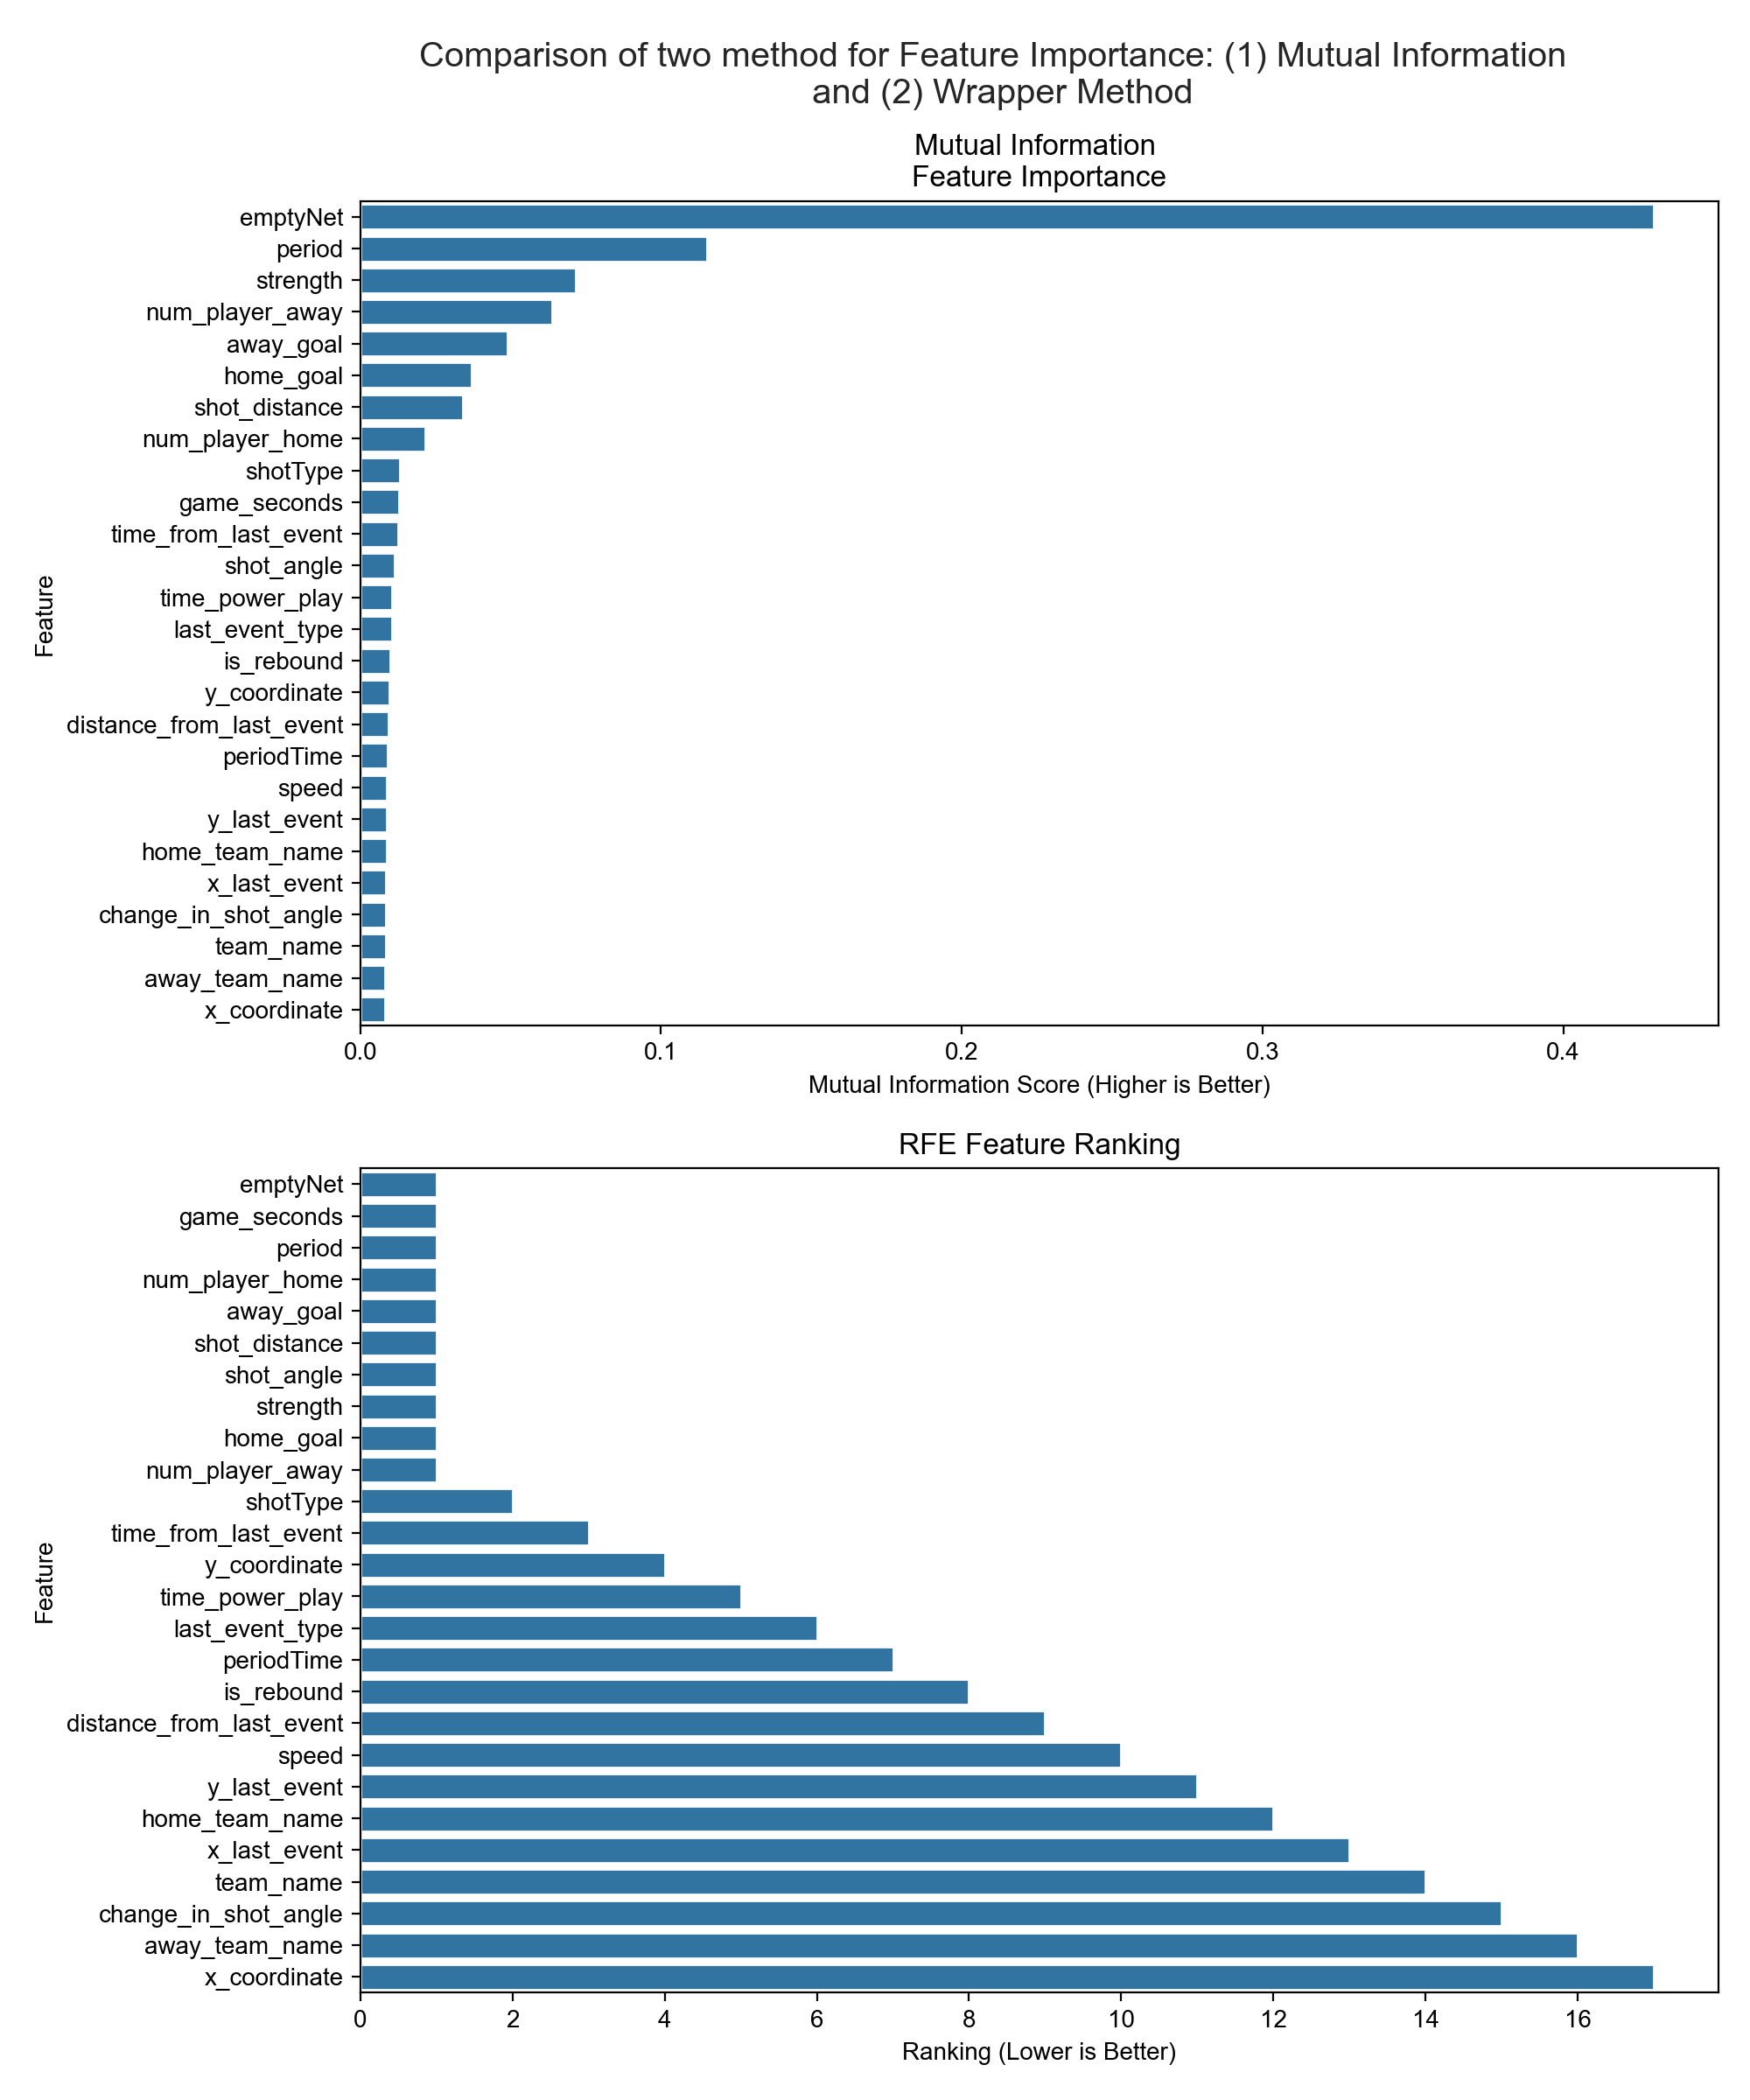 Comparison of two method for Feature Importance: (1) Mutual Information
and (2) Wrapper Method
Mutual Information
Feature Importance
Feature
emptyNet
period
strength
num_player_away
away_goal
home_goal
shot_distance
num_player_home
shotType
game_seconds
time_from_last_event
shot_angle
time_power_play
last_event_type
is_rebound
y_coordinate
distance_from_last_event
periodTime
speed
y_last_event
home_team_name
x_last_event
change_in_shot_angle
team_name
away_team_name
x_coordinate
0.0 0.1 0.2 0.3 0.4
Mutual Information Score (Higher is Better)
RFE Feature Ranking
Feature
emptyNet
game_seconds
period
num_player_home
away_goal
shot_distance
shot_angle
strength
home_goal
num_player_away
shotType
time_from_last_event
y_coordinate
time_power_play
last_event_type
periodTime
is_rebound
distance_from_last_event
speed
y_last_event
home_team_name
x_last_event
team_name
change_in_shot_angle
away_team_name
x_coordinate
0 2 4 6 8 10 12 14 16
Ranking (Lower is Better)